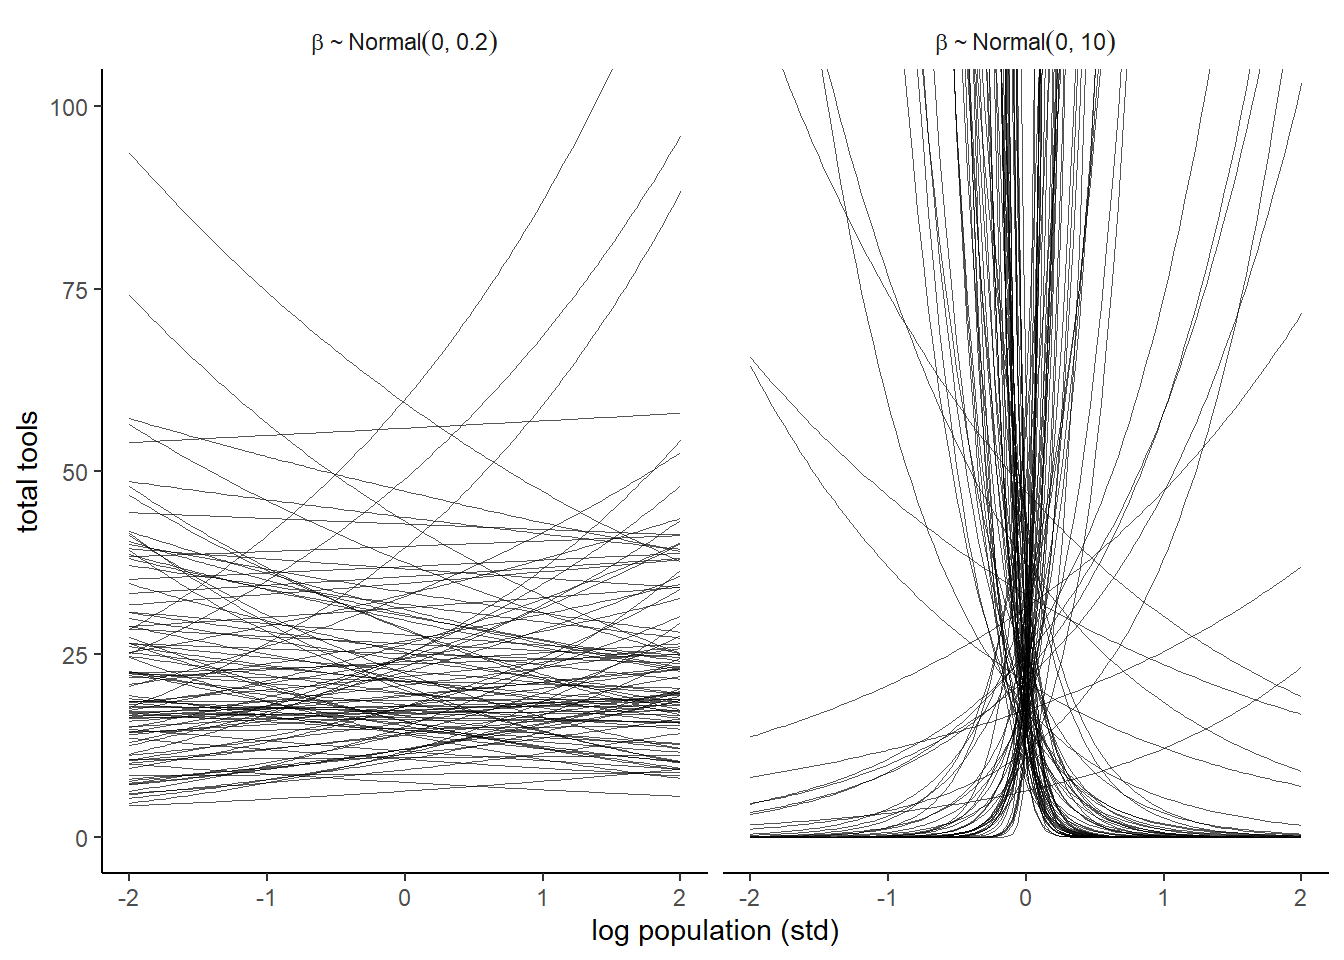 β ~ Normal(0, 0.2)
β ~ Normal(0, 10)
100
75
50
25
0
total tools
-2 -1 0 1 2
-2 -1 0 1 2
log population (std)